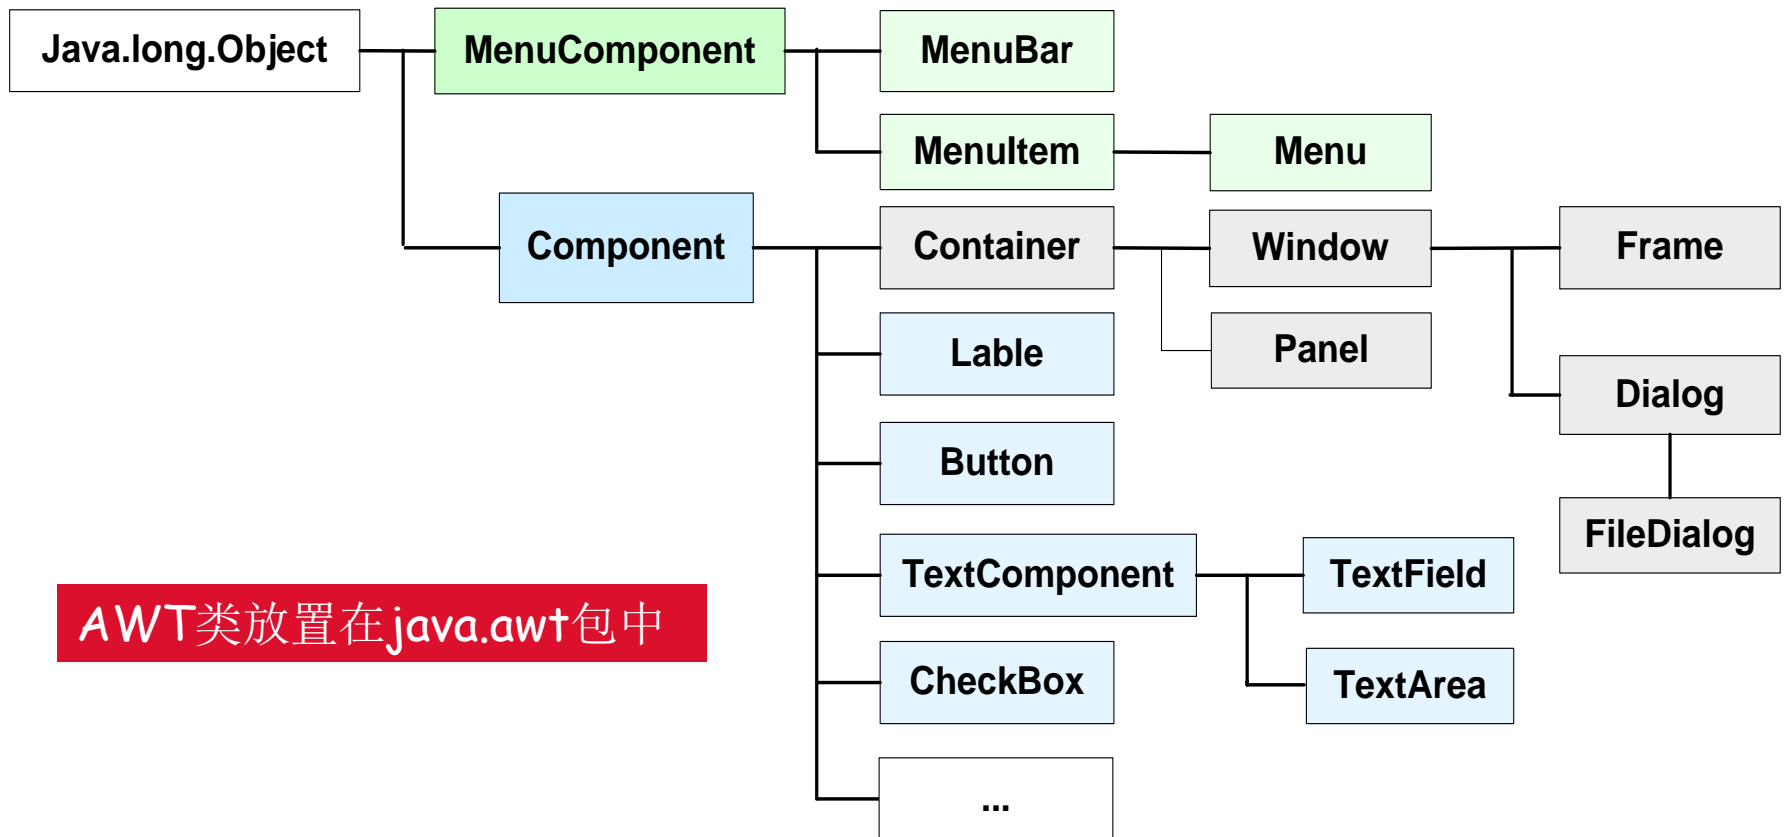 Java.long.Object
MenuComponent
MenuBar
MenuItem
Menu
Component
Container
Window
Frame
Lable
Panel
Dialog
Button
FileDialog
TextComponent
TextField
AWT类放置在java.awt包中
CheckBox
TextArea
...